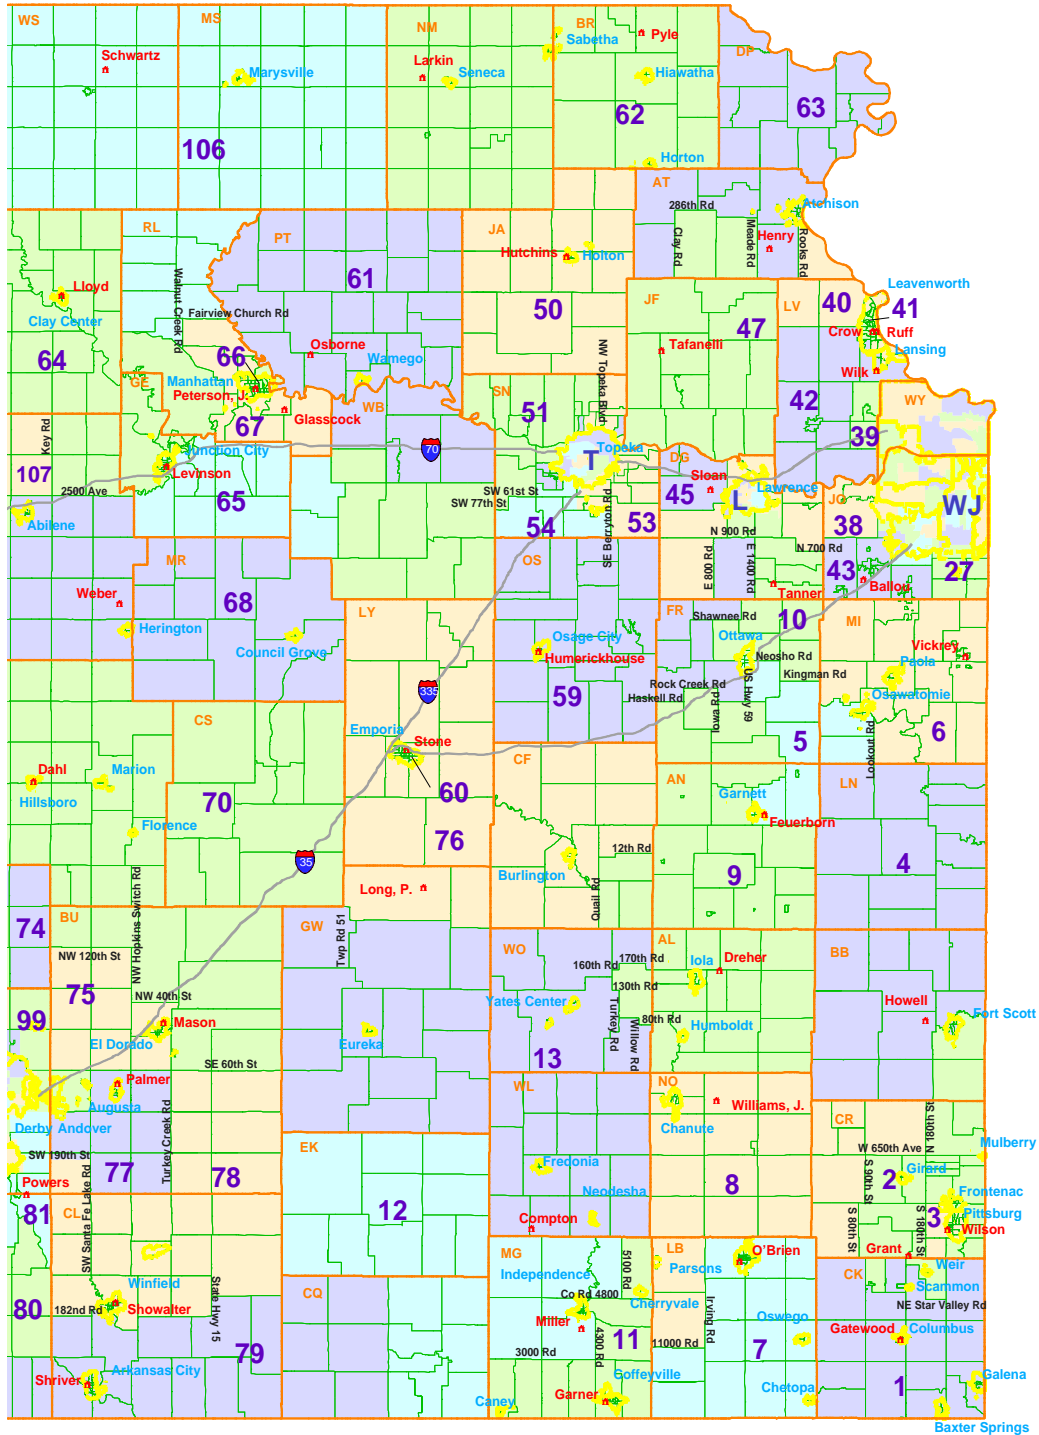 WS
MS
NM
BR
Sabetha
Pyle
DP
Schwartz
Marysville
Larkin
Seneca
Hiawatha
63
62
106
Horton
AT
286th Rd
Atchison
RL
PT
JA
Clay Rd
Meade Rd
Henry
Rooks Rd
Hutchins
Holton
61
Lloyd
Walnut Creek Rd
Fairview Church Rd
50
JF
LV
40
Leavenworth
41
Clay Center
47
Crow
Ruff
64
66
Osborne
Wamego
NW Topeka Blvd
Tafanelli
Lansing
Wilk
GE
Manhattan
Peterson, J.
WB
SN
51
42
WY
Glasscock
67
Key Rd
39
Junction City
70
T
Topeka
DG
107
Levinson
Sloan
45
Lawrence
2500 Ave
65
SW 61st St
SW 77th St
L
JO
WJ
Abilene
54
SE Berryton Rd
53
N 900 Rd
38
MR
OS
E 800 Rd
E 1400 Rd
N 700 Rd
43
27
Weber
68
LY
Tanner
Ballou
FR
Shawnee Rd
10
MI
Herington
Council Grove
Osage City
Humerickhouse
Ottawa
Neosho Rd
Vickrey
Paola
335
59
Rock Creek Rd
Haskell Rd
Iowa Rd
US Hwy 59
Kingman Rd
Osawatomie
CS
Emporia
Stone
5
Lookout Rd
6
CF
Dahl
Marion
AN
LN
Hillsboro
70
60
Garnett
Feuerborn
Florence
76
12th Rd
35
Burlington
9
4
Long, P.
Quail Rd
NW Hopkins Switch Rd
74
BU
GW
Twp Rd 51
NW 120th St
WO
AL
BB
160th Rd
170th Rd
Iola
Dreher
75
NW 40th St
130th Rd
Yates Center
Turkey Rd
Howell
99
Mason
80th Rd
Humboldt
Fort Scott
El Dorado
Eureka
13
Willow Rd
SE 60th St
Palmer
WL
NO
Augusta
Williams, J.
Derby
Andover
Chanute
CR
N 180th St
Turkey Creek Rd
EK
W 650th Ave
Mulberry
SW 190th St
77
78
Fredonia
8
S 90th St
2
Girard
Powers
Neodesha
Frontenac
81
CL
SW Santa Fe Lake Rd
12
Compton
S 80th St
S 180th St
3
Pittsburg
Wilson
MG
LB
O'Brien
Grant
Winfield
Independence
5100 Rd
Parsons
CK
Weir
80
182nd Rd
Showalter
State Hwy 15
CQ
Co Rd 4800
Cherryvale
Scammon
NE Star Valley Rd
Miller
4300 Rd
11
Irving Rd
Oswego
Gatewood
Columbus
79
3000 Rd
11000 Rd
7
Shriver
Arkansas City
Coffeyville
Garner
Chetopa
1
Galena
Caney
Baxter Springs